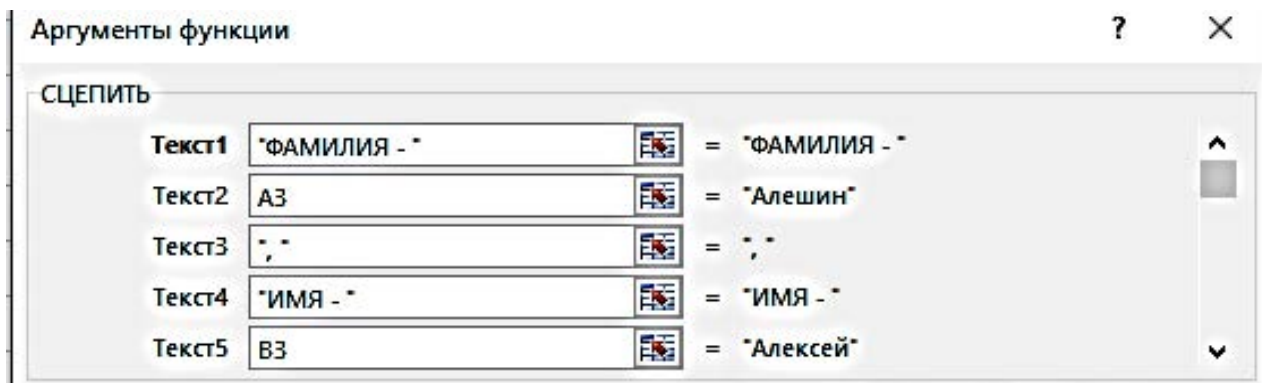 Аргументы функции ? ×
СЦЕПИТЬ
Текст1 "ФАМИЛИЯ - " = "ФАМИЛИЯ - "
Текст2 A3 = "Алешин"
Текст3 ", " = ", "
Текст4 "ИМЯ - " = "ИМЯ - "
Текст5 B3 = "Алексей"